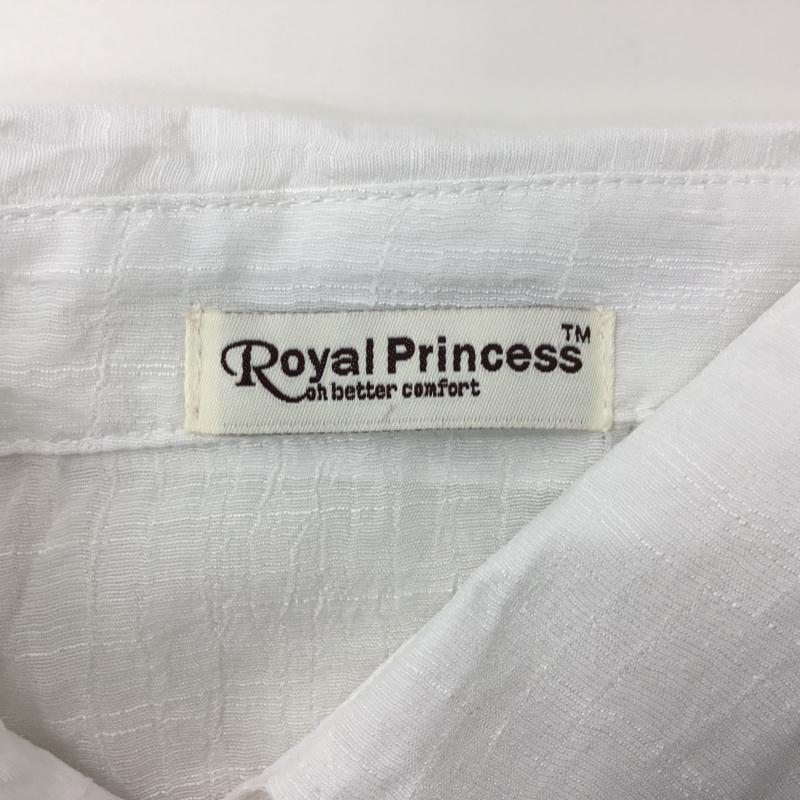 Royal Princess™
oh better comfort